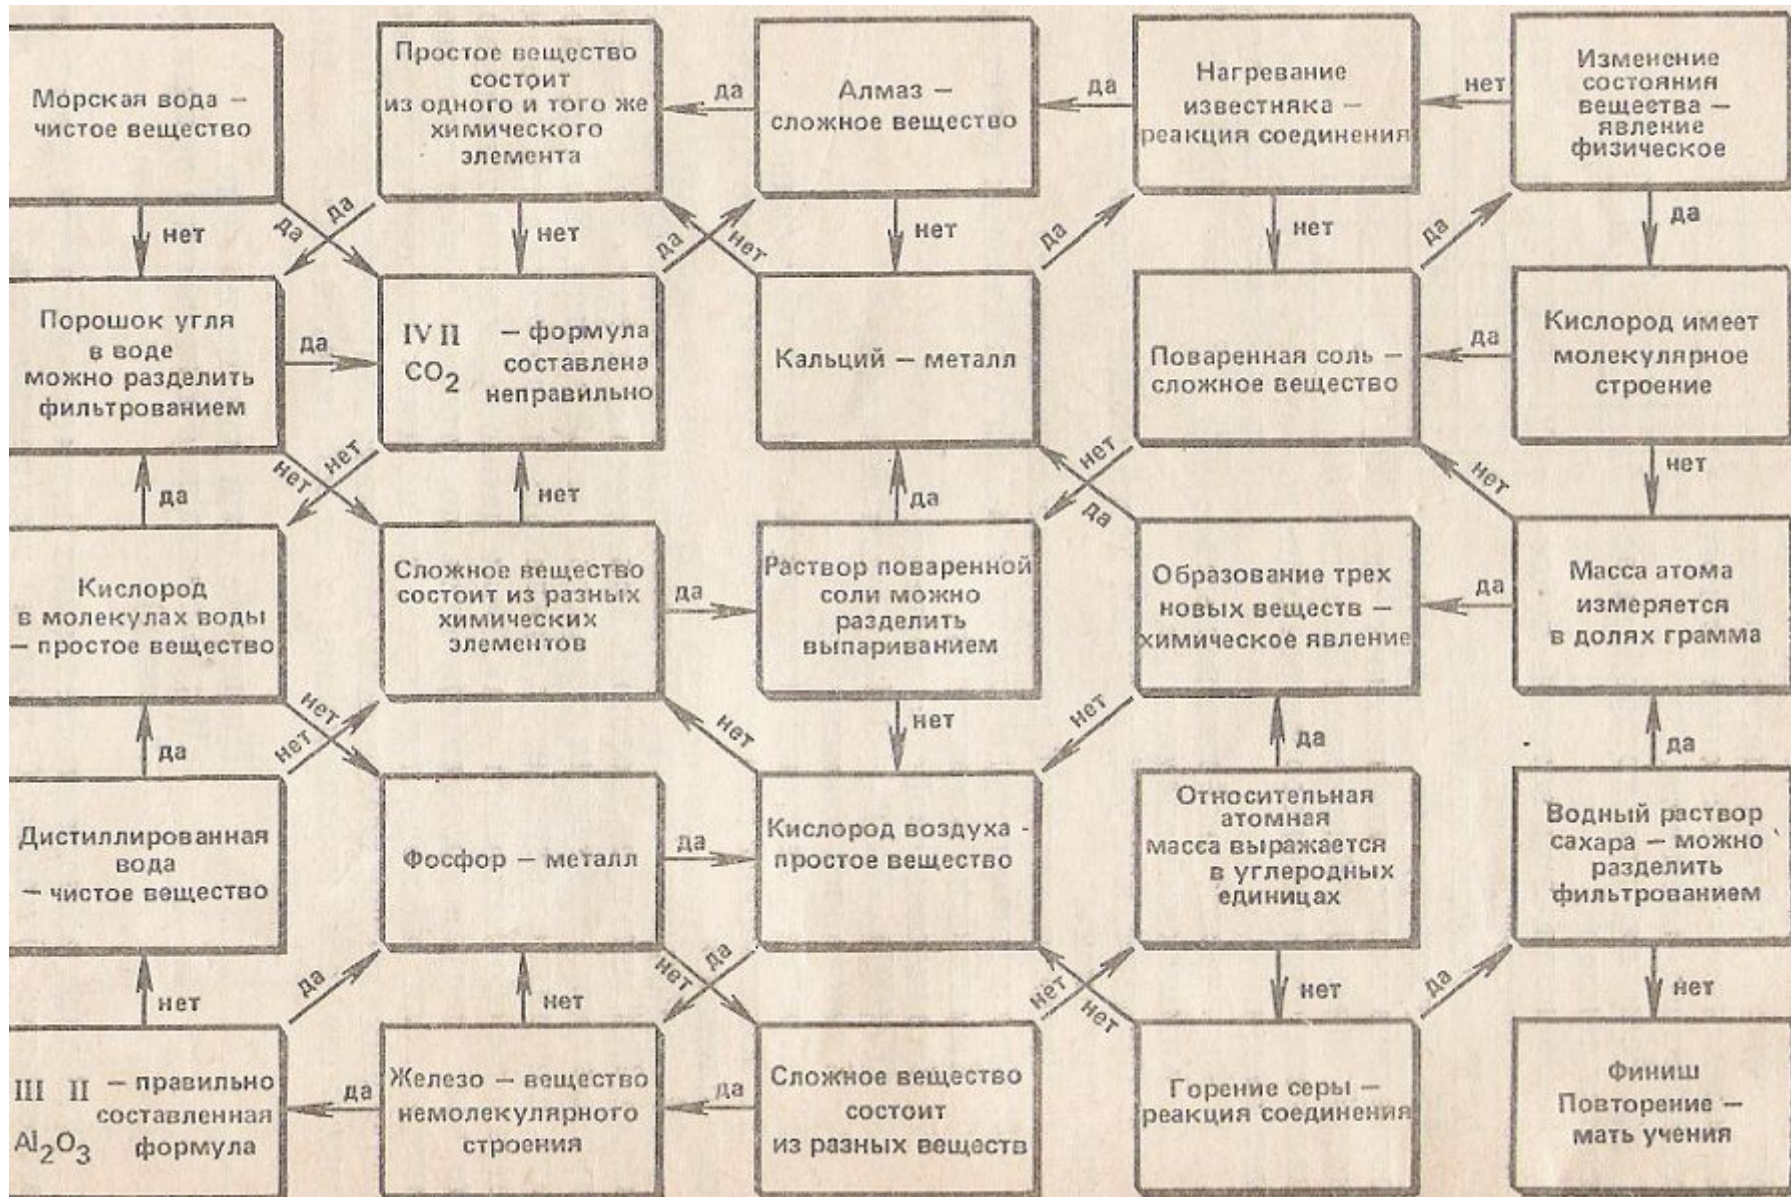 Морская вода –
чистое вещество
Простое вещество
состоит
из одного и того же
химического
элемента
да
Алмаз –
сложное вещество
да
Нагревание
известняка –
реакция соединения
нет
Изменение
состояния
вещества –
явление
физическое
нет
да
да
нет
да
нет
нет
да
нет
да
да
Порошок угля
в воде
можно разделить
фильтрованием
да
IV II
CO2
– формула
составлена
неправильно
Кальций – металл
Поваренная соль –
сложное вещество
да
Кислород имеет
молекулярное
строение
да
нет
нет
нет
да
да
нет
нет
нет
Кислород
в молекулах воды
– простое вещество
Сложное вещество
состоит из разных
химических
элементов
да
Раствор поваренной
соли можно
разделить
выпариванием
Образование трех
новых веществ –
химическое явление
да
Масса атома
измеряется
в долях грамма
да
нет
нет
нет
нет
нет
да
да
Дистиллированная
вода
– чистое вещество
Фосфор – металл
да
Кислород воздуха -
простое вещество
Относительная
атомная
масса выражается
в углеродных
единицах
Водный раствор
сахара – можно
разделить
фильтрованием
нет
да
нет
нет
да
нет
нет
нет
да
нет
III II
Al2O3
– правильно
составленная
формула
да
Железо – вещество
немолекулярного
строения
да
Сложное вещество
состоит
из разных веществ
Горение серы –
реакция соединения
Финиш
Повторение –
мать учения